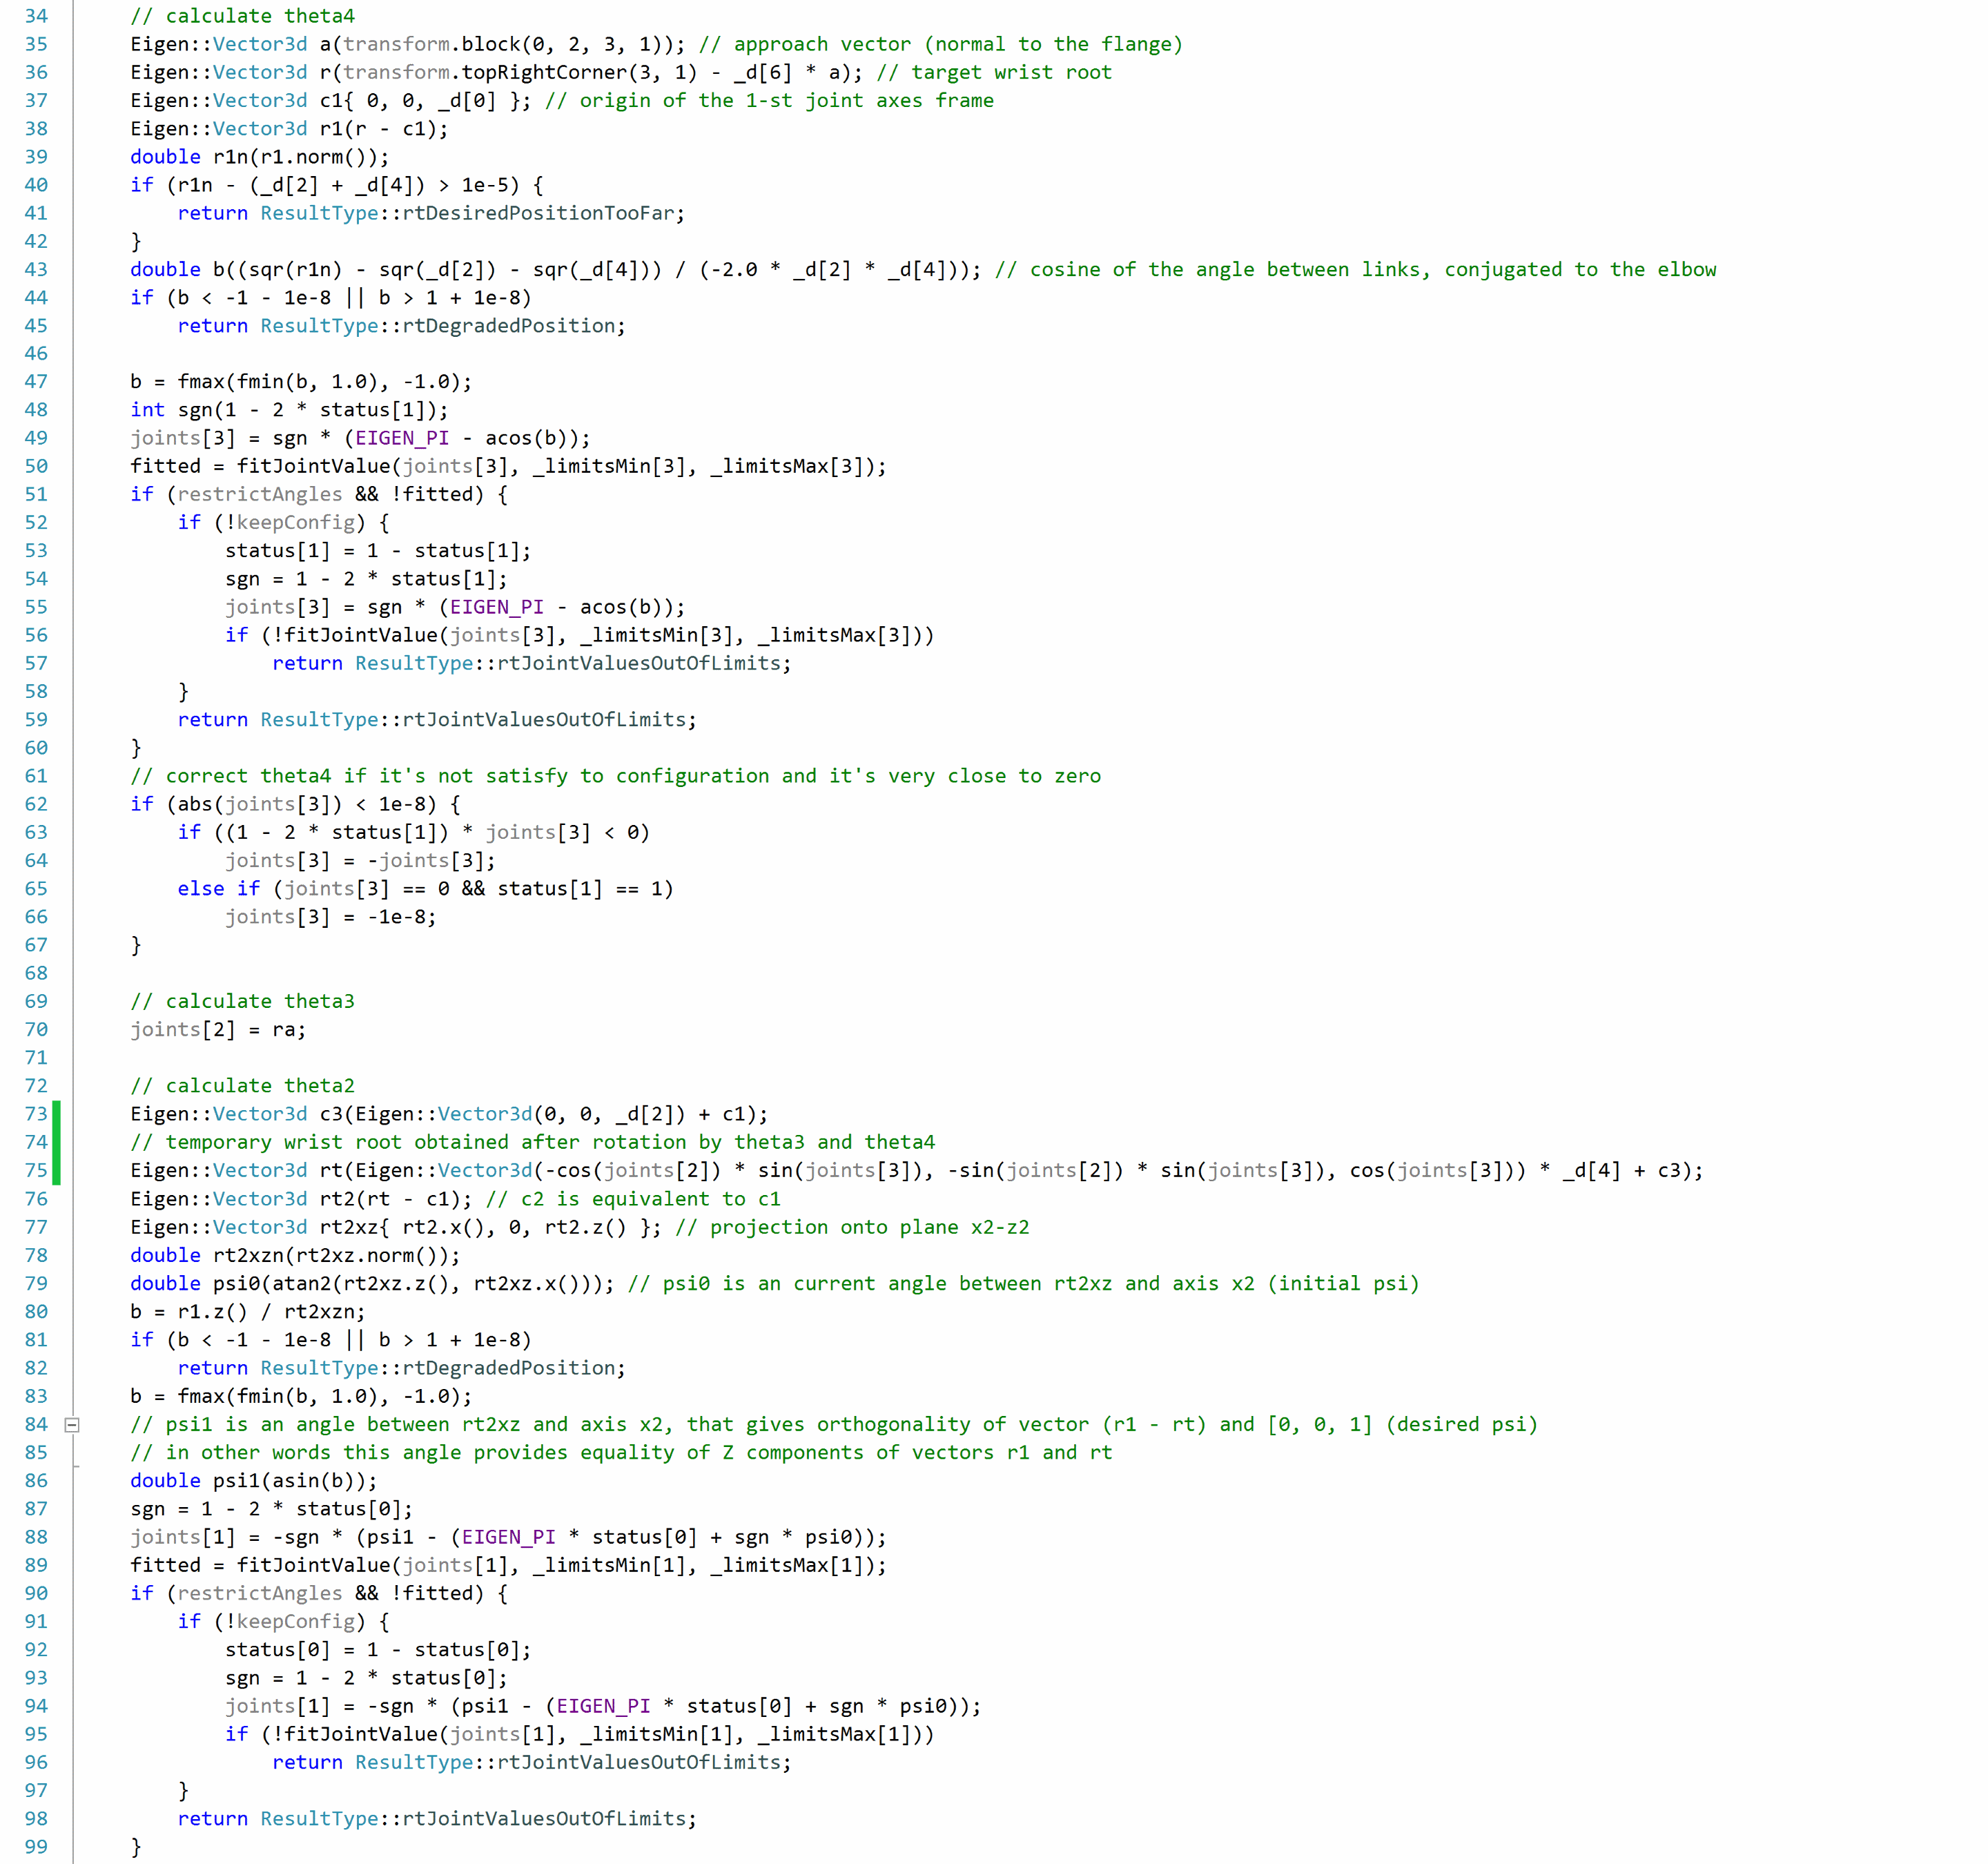 34 // calculate theta4
35 Eigen::Vector3d a(transform.block(0, 2, 3, 1)); // approach vector (normal to the flange)
36 Eigen::Vector3d r(transform.topRightCorner(3, 1) - _d[6] * a); // target wrist root
37 Eigen::Vector3d c1{ 0, 0, _d[0] }; // origin of the 1-st joint axes frame
38 Eigen::Vector3d r1(r - c1);
39 double r1n(r1.norm());
40 if (r1n - (_d[2] + _d[4]) > 1e-5) {
41 return ResultType::rtDesiredPositionTooFar;
42 }
43 double b((sqr(r1n) - sqr(_d[2]) - sqr(_d[4])) / (-2.0 * _d[2] * _d[4])); // cosine of the angle between links, conjugated to the elbow
44 if (b < -1 - 1e-8 || b > 1 + 1e-8)
45 return ResultType::rtDegradedPosition;
46
47 b = fmax(fmin(b, 1.0), -1.0);
48 int sgn(1 - 2 * status[1]);
49 joints[3] = sgn * (EIGEN_PI - acos(b));
50 fitted = fitJointValue(joints[3], _limitsMin[3], _limitsMax[3]);
51 if (restrictAngles && !fitted) {
52 if (!keepConfig) {
53 status[1] = 1 - status[1];
54 sgn = 1 - 2 * status[1];
55 joints[3] = sgn * (EIGEN_PI - acos(b));
56 if (!fitJointValue(joints[3], _limitsMin[3], _limitsMax[3]))
57 return ResultType::rtJointValuesOutOfLimits;
58 }
59 return ResultType::rtJointValuesOutOfLimits;
60 }
61 // correct theta4 if it's not satisfy to configuration and it's very close to zero
62 if (abs(joints[3]) < 1e-8) {
63 if ((1 - 2 * status[1]) * joints[3] < 0)
64 joints[3] = -joints[3];
65 else if (joints[3] == 0 && status[1] == 1)
66 joints[3] = -1e-8;
67 }
68
69 // calculate theta3
70 joints[2] = ra;
71
72 // calculate theta2
73 Eigen::Vector3d c3(Eigen::Vector3d(0, 0, _d[2]) + c1);
74 // temporary wrist root obtained after rotation by theta3 and theta4
75 Eigen::Vector3d rt(Eigen::Vector3d(-cos(joints[2]) * sin(joints[3]), -sin(joints[2]) * sin(joints[3]), cos(joints[3])) * _d[4] + c3);
76 Eigen::Vector3d rt2(rt - c1); // c2 is equivalent to c1
77 Eigen::Vector3d rt2xz{ rt2.x(), 0, rt2.z() }; // projection onto plane x2-z2
78 double rt2xzn(rt2xz.norm());
79 double psi0(atan2(rt2xz.z(), rt2xz.x())); // psi0 is an current angle between rt2xz and axis x2 (initial psi)
80 b = r1.z() / rt2xzn;
81 if (b < -1 - 1e-8 || b > 1 + 1e-8)
82 return ResultType::rtDegradedPosition;
83 b = fmax(fmin(b, 1.0), -1.0);
84 // psi1 is an angle between rt2xz and axis x2, that gives orthogonality of vector (r1 - rt) and [0, 0, 1] (desired psi)
85 // in other words this angle provides equality of Z components of vectors r1 and rt
86 double psi1(asin(b));
87 sgn = 1 - 2 * status[0];
88 joints[1] = -sgn * (psi1 - (EIGEN_PI * status[0] + sgn * psi0));
89 fitted = fitJointValue(joints[1], _limitsMin[1], _limitsMax[1]);
90 if (restrictAngles && !fitted) {
91 if (!keepConfig) {
92 status[0] = 1 - status[0];
93 sgn = 1 - 2 * status[0];
94 joints[1] = -sgn * (psi1 - (EIGEN_PI * status[0] + sgn * psi0));
95 if (!fitJointValue(joints[1], _limitsMin[1], _limitsMax[1]))
96 return ResultType::rtJointValuesOutOfLimits;
97 }
98 return ResultType::rtJointValuesOutOfLimits;
99 }